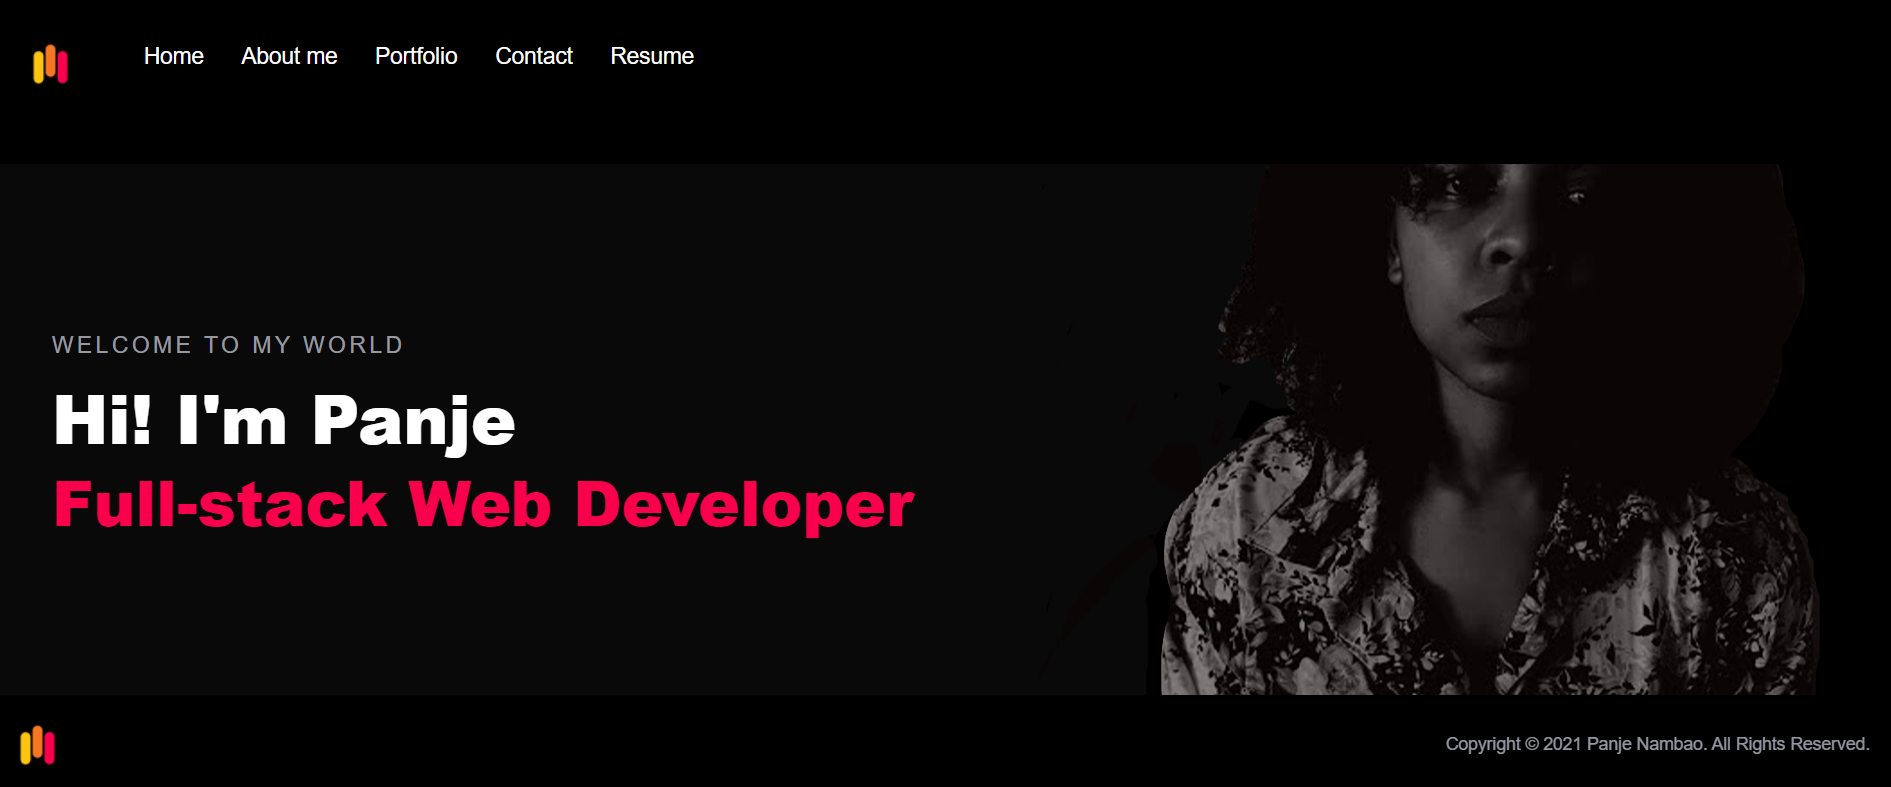 Home About me Portfolio Contact Resume
WELCOME TO MY WORLD
Hi! I'm Panje
Full-stack Web Developer
Copyright © 2021 Panje Nambao. All Rights Reserved.